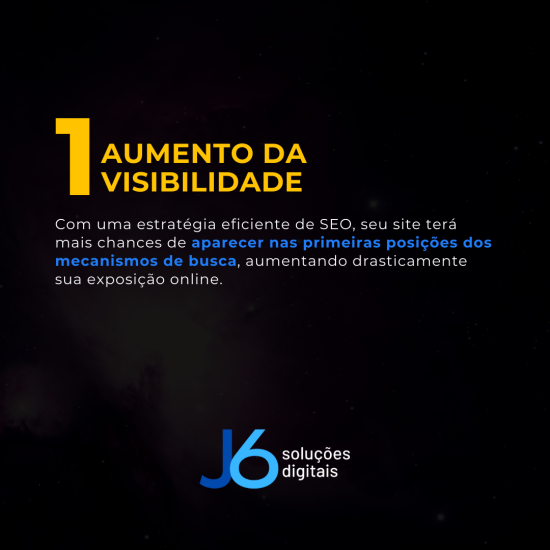 1
AUMENTO DA
VISIBILIDADE
Com uma estratégia eficiente de SEO, seu site terá
mais chances de aparecer nas primeiras posições dos
mecanismos de busca, aumentando drasticamente
sua exposição online.
J6
soluções
digitais